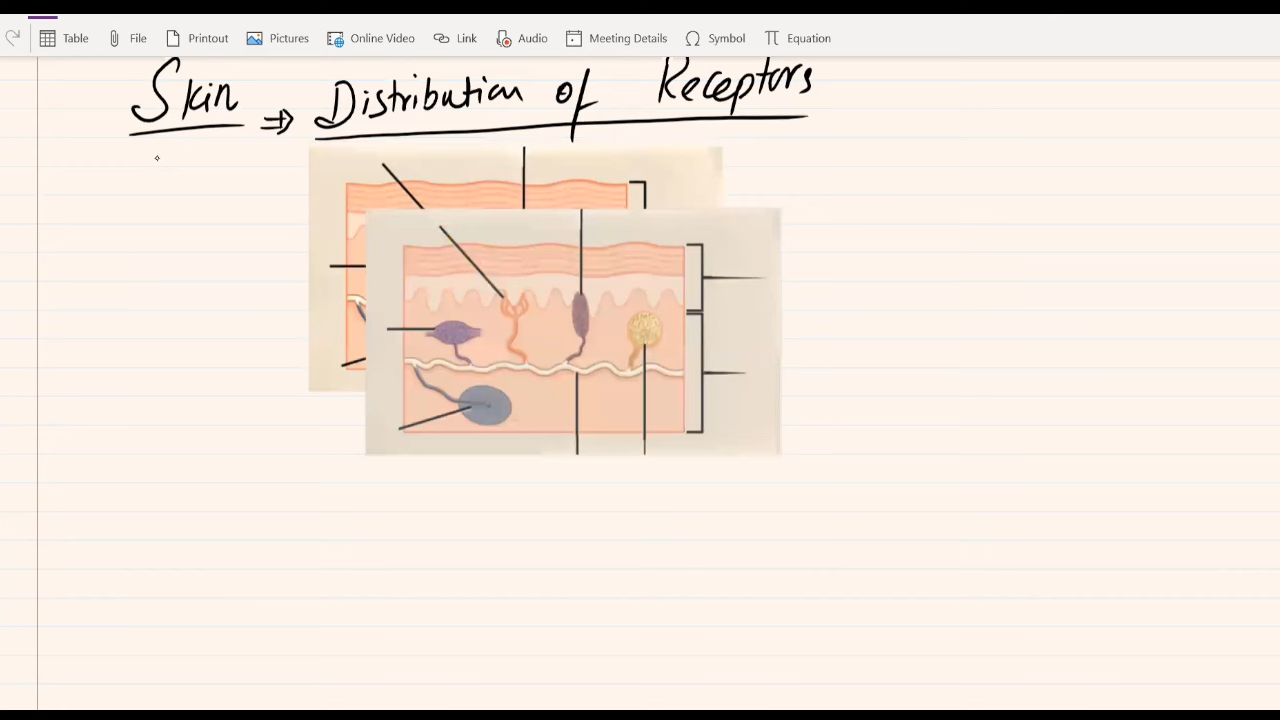 Table File Printout Pictures Online Video Link Audio Meeting Details Symbol Equation
Skin ⇒ Distribution of Receptors